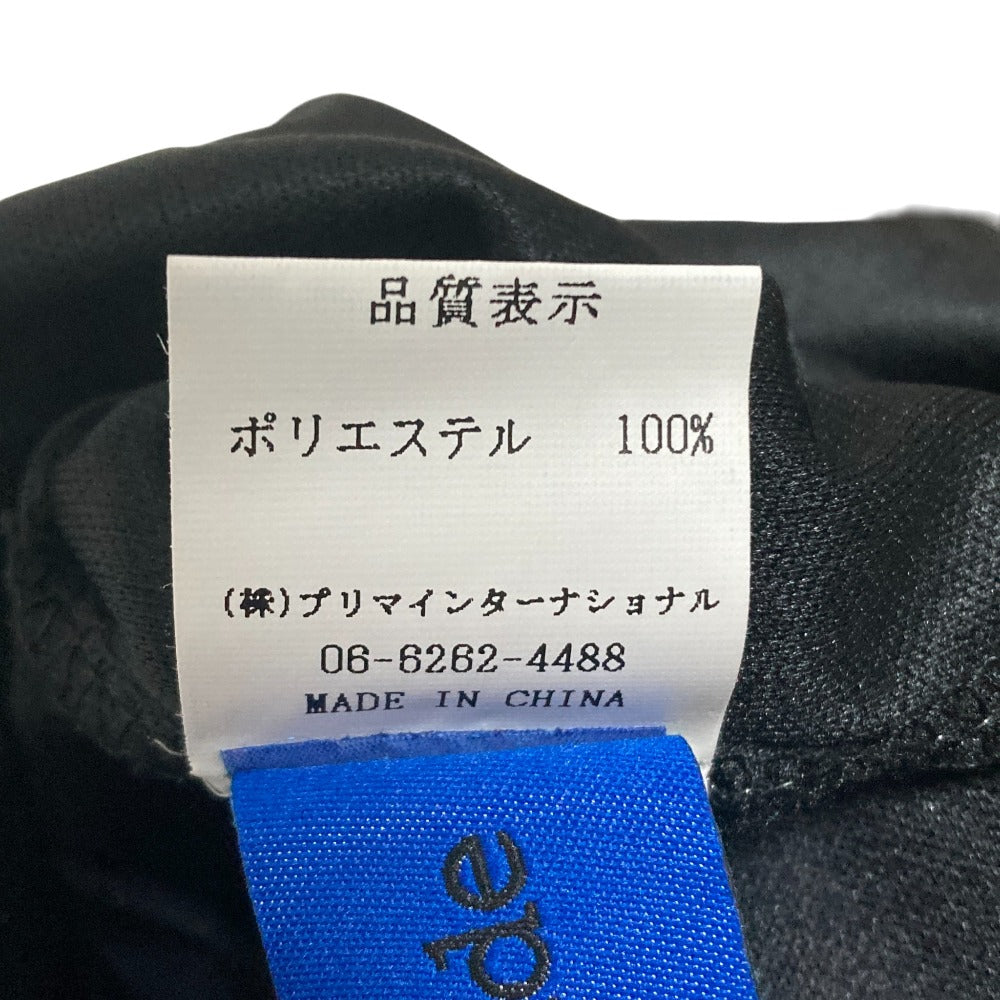 品質表示
ポリエステル 100%
(株)プリマインターナショナル
06-6262-4488
MADE IN CHINA
de